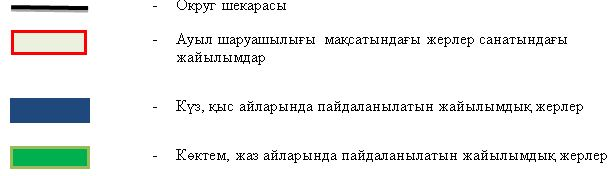 - Округ шекарасы
- Ауыл шаруашылығы мақсатындағы жерлер санатындағы
жайылымдар
- Күз, қыс айларында пайдаланылатын жайылымдық жерлер
- Көктем, жаз айларында пайдаланылатын жайылымдық жерлер